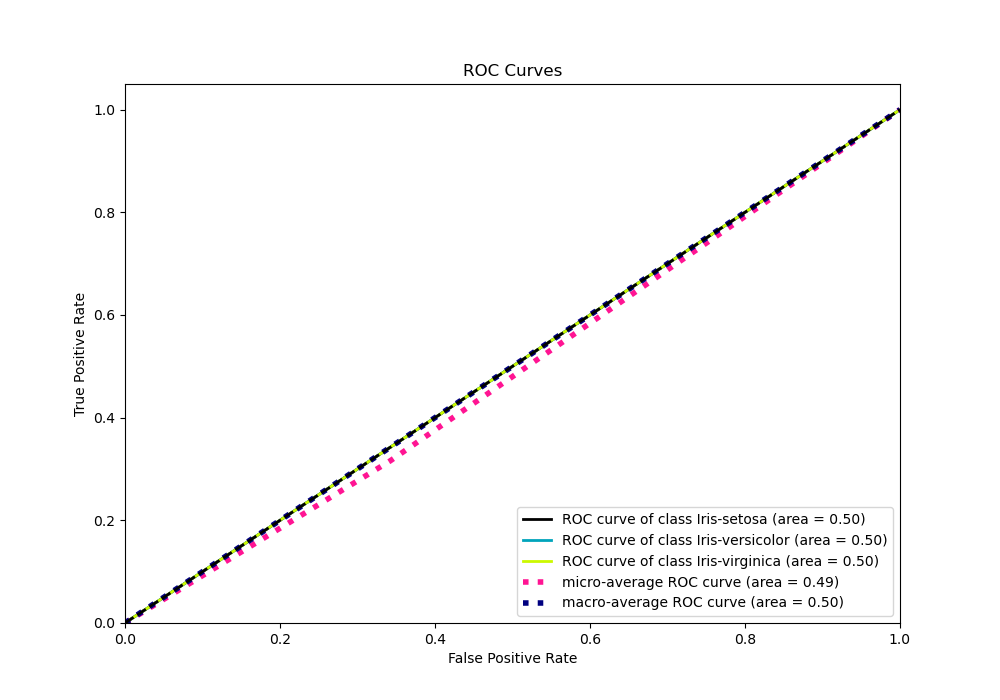 ROC Curves
1.0
0.8
0.6
0.4
0.2
0.0
True Positive Rate
0.0 0.2 0.4 0.6 0.8 1.0
False Positive Rate
ROC curve of class Iris-setosa (area = 0.50)
ROC curve of class Iris-versicolor (area = 0.50)
ROC curve of class Iris-virginica (area = 0.50)
micro-average ROC curve (area = 0.49)
macro-average ROC curve (area = 0.50)